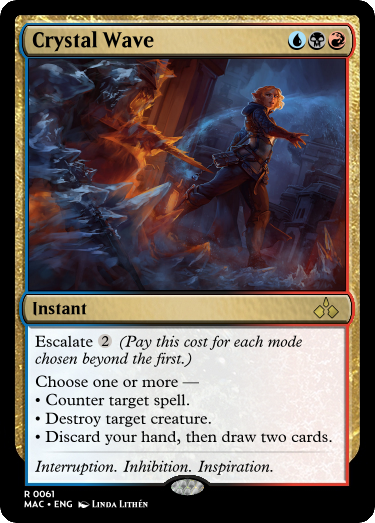 Crystal Wave
Instant
Escalate 2 (Pay this cost for each mode
chosen beyond the first.)
Choose one or more —
• Counter target spell.
• Destroy target creature.
• Discard your hand, then draw two cards.
Interruption. Inhibition. Inspiration.
R 0061
MAC • ENG Linda Lithén